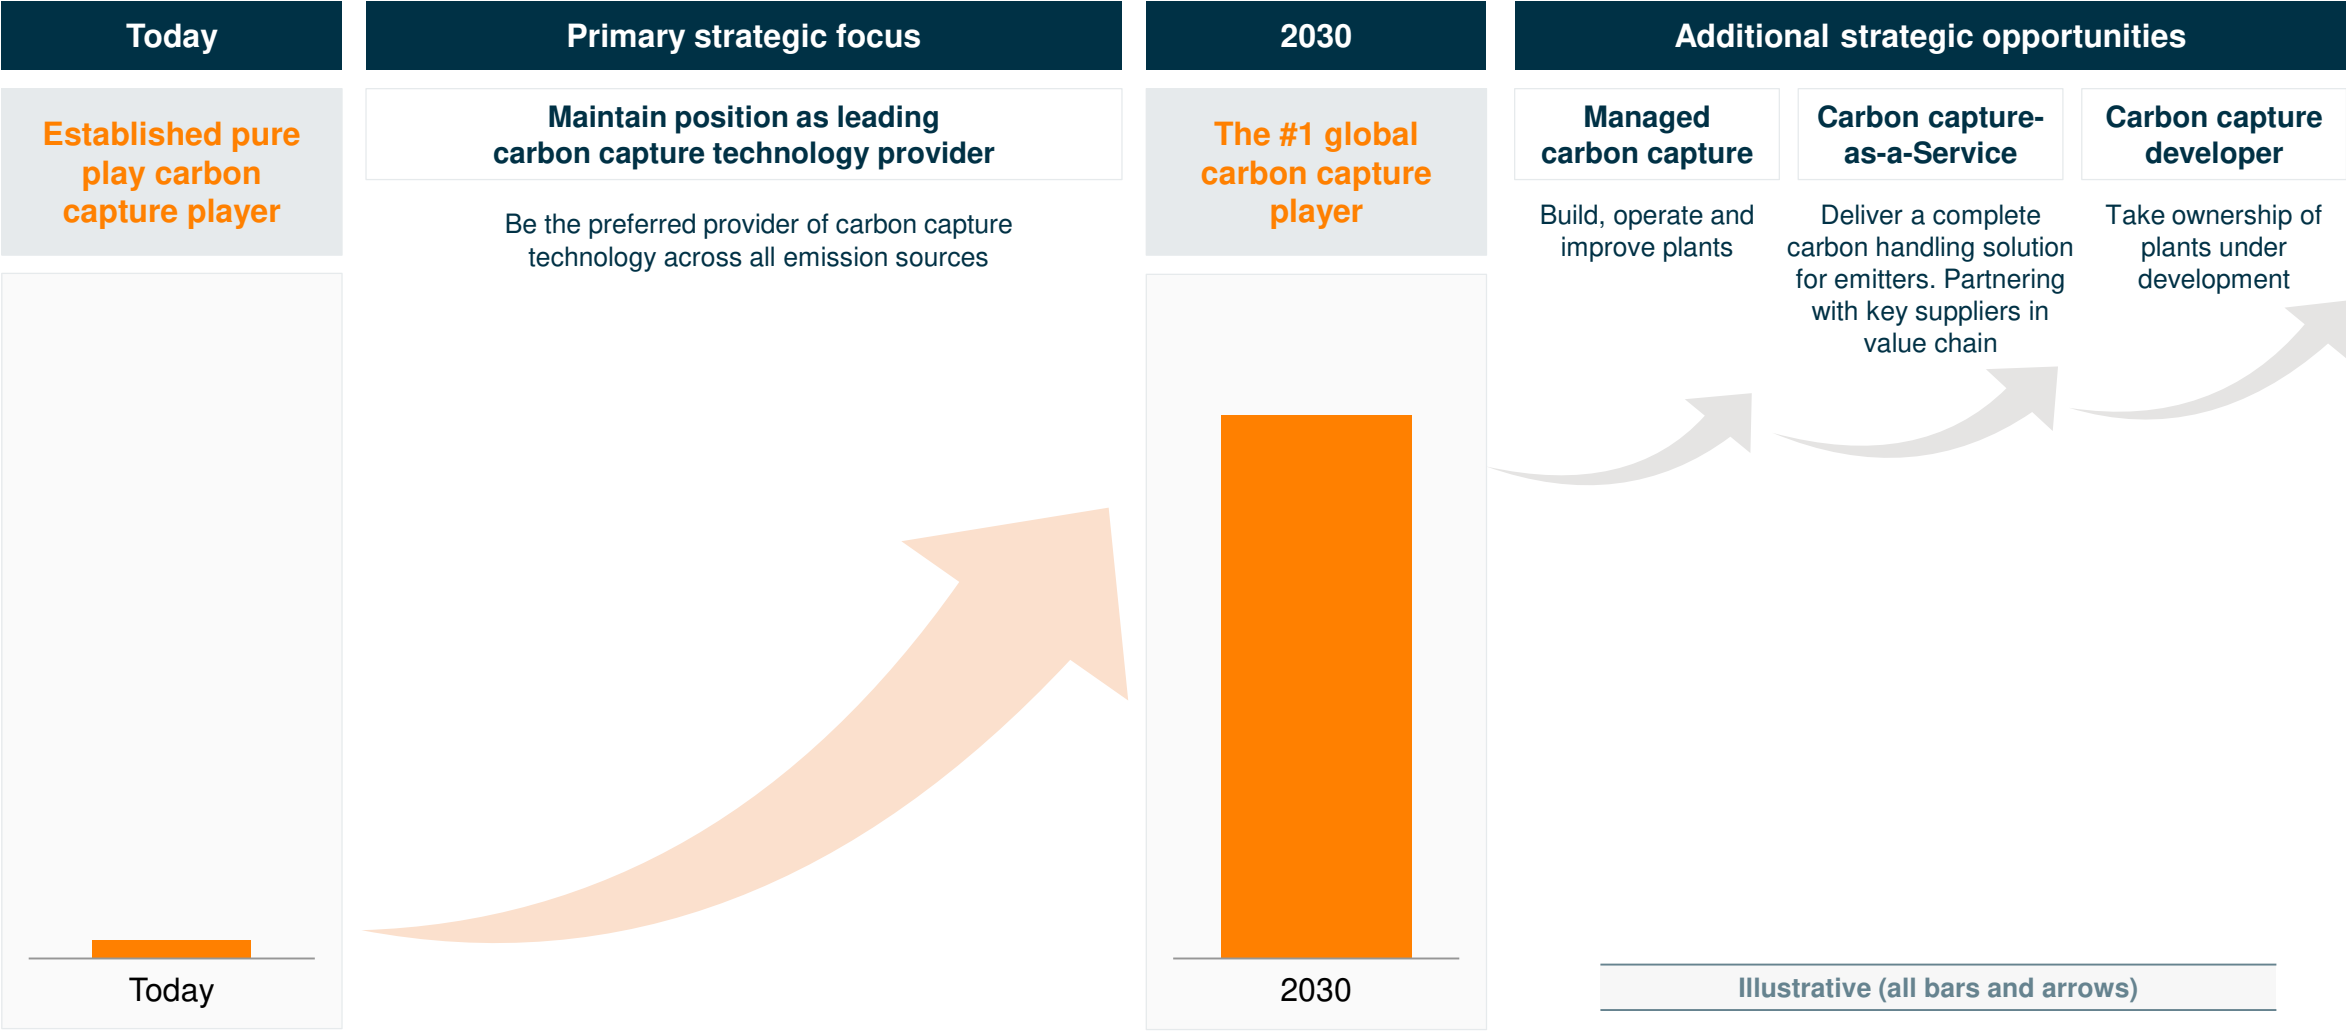 Today
Established pure
play carbon
capture player
Today
Primary strategic focus
Maintain position as leading
carbon capture technology provider
Be the preferred provider of carbon capture
technology across all emission sources
2030
The #1 global
carbon capture
player
2030
Additional strategic opportunities
Managed
carbon capture
Build, operate and
improve plants
Carbon capture-
as-a-Service
Deliver a complete
carbon handling solution
for emitters. Partnering
with key suppliers in
value chain
Carbon capture
developer
Take ownership of
plants under
development
Illustrative (all bars and arrows)